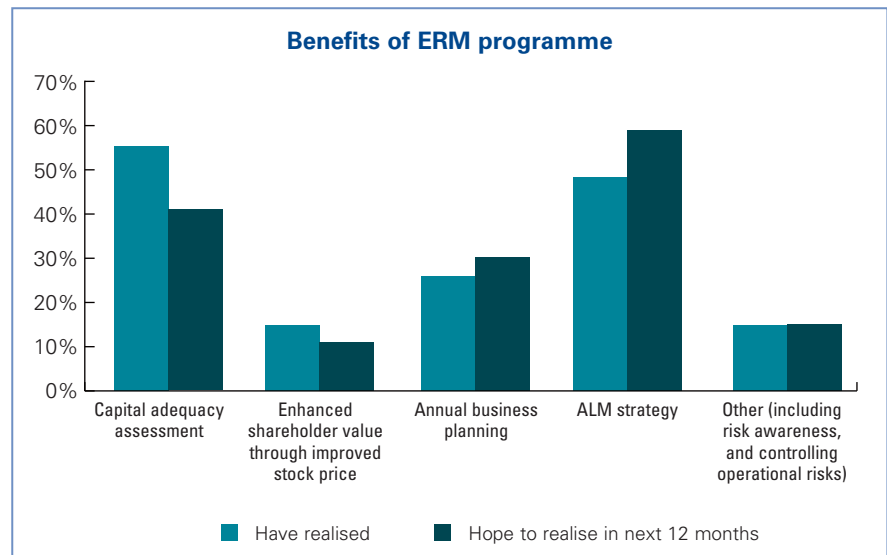 Benefits of ERM programme
70%
60%
50%
40%
30%
20%
10%
0%
Capital adequacy
assessment
Enhanced
shareholder value
through improved
stock price
Annual business
planning
ALM strategy
Other (including
risk awareness,
and controlling
operational risks)
Have realised
Hope to realise in next 12 months